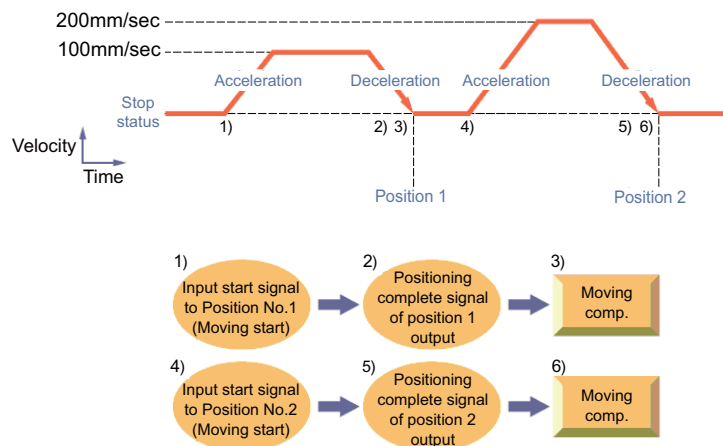 200mm/sec
100mm/sec
Acceleration
Deceleration
Acceleration
Deceleration
Stop
status
1)
2) 3)
4)
5) 6)
Velocity
Time
Position 1
Position 2
1)
Input start signal
to Position No.1
(Moving start)
2)
Positioning
complete signal
of position 1
output
3)
Moving
comp.
4)
Input start signal
to Position No.2
(Moving start)
5)
Positioning
complete signal
of position 2
output
6)
Moving
comp.